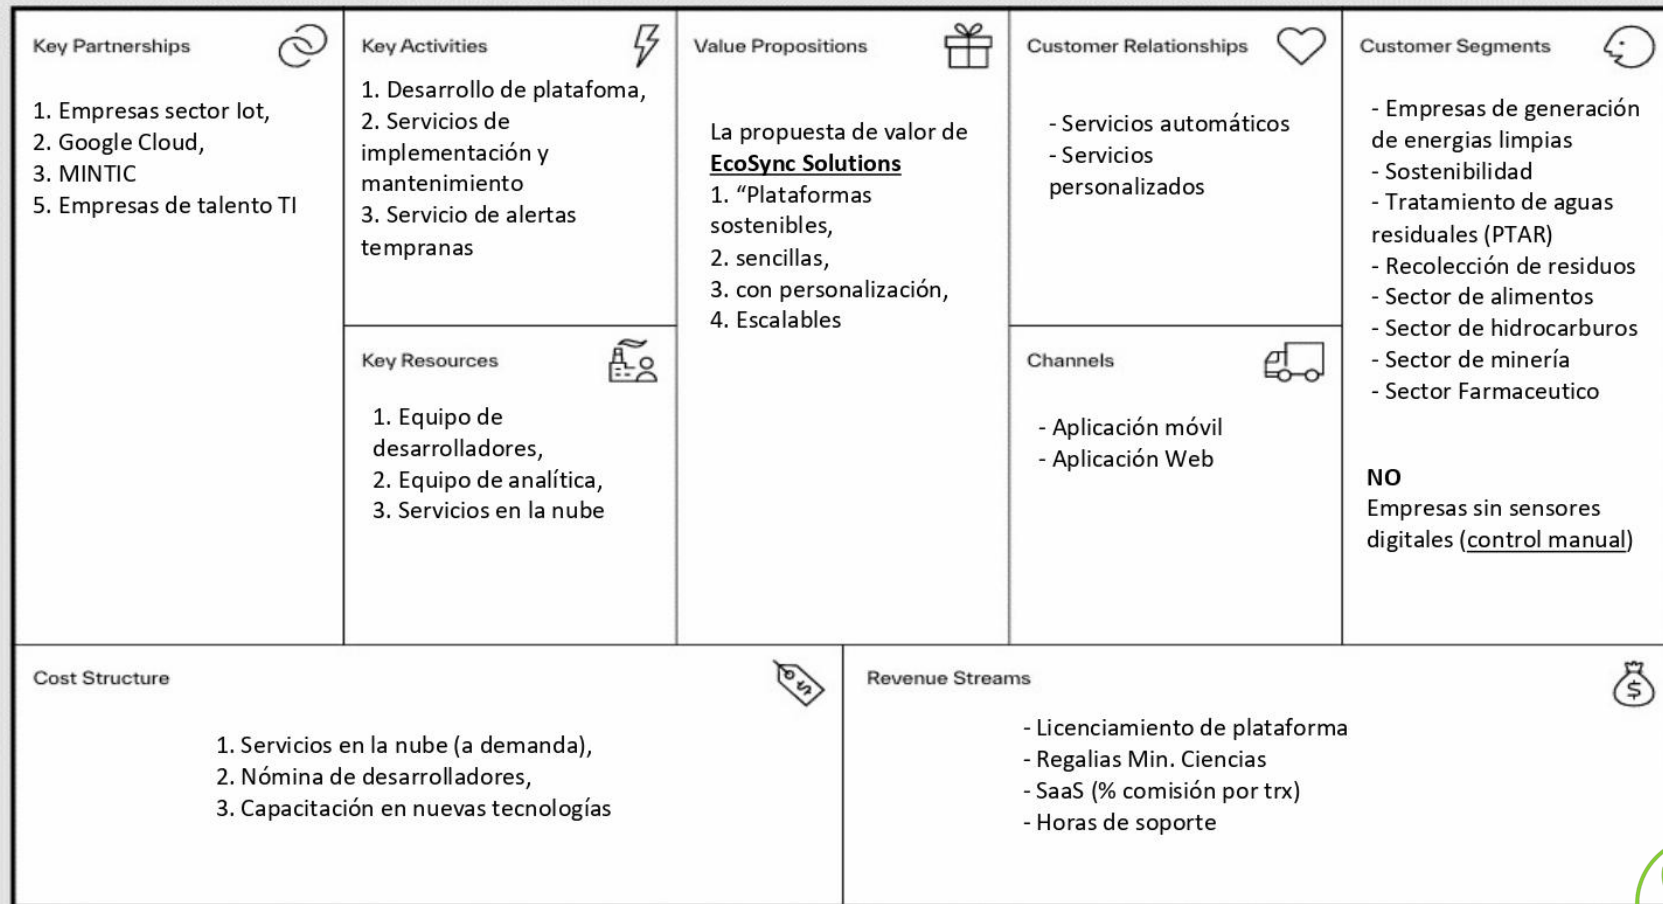 Key Partnerships
1. Empresas sector Iot,
2. Google Cloud,
3. MINTIC
5. Empresas de talento TI
Key Activities
1. Desarrollo de platafoma,
2. Servicios de
implementación y
mantenimiento
3. Servicio de alertas
tempranas
Key Resources
1. Equipo de
desarrolladores,
2. Equipo de analítica,
3. Servicios en la nube
Value Propositions
La propuesta de valor de
EcoSync Solutions
1. “Plataformas
sostenibles,
2. sencillas,
3. con personalización,
4. Escalables
Customer Relationships
- Servicios automáticos
- Servicios
personalizados
Channels
- Aplicación móvil
- Aplicación Web
Customer Segments
- Empresas de generación
de energias limpias
- Sostenibilidad
- Tratamiento de aguas
residuales (PTAR)
- Recolección de residuos
- Sector de alimentos
- Sector de hidrocarburos
- Sector de minería
- Sector Farmaceutico
NO
Empresas sin sensores
digitales (control manual)
Cost Structure
1. Servicios en la nube (a demanda),
2. Nómina de desarrolladores,
3. Capacitación en nuevas tecnologías
Revenue Streams
- Licenciamiento de plataforma
- Regalias Min. Ciencias
- SaaS (% comisión por trx)
- Horas de soporte